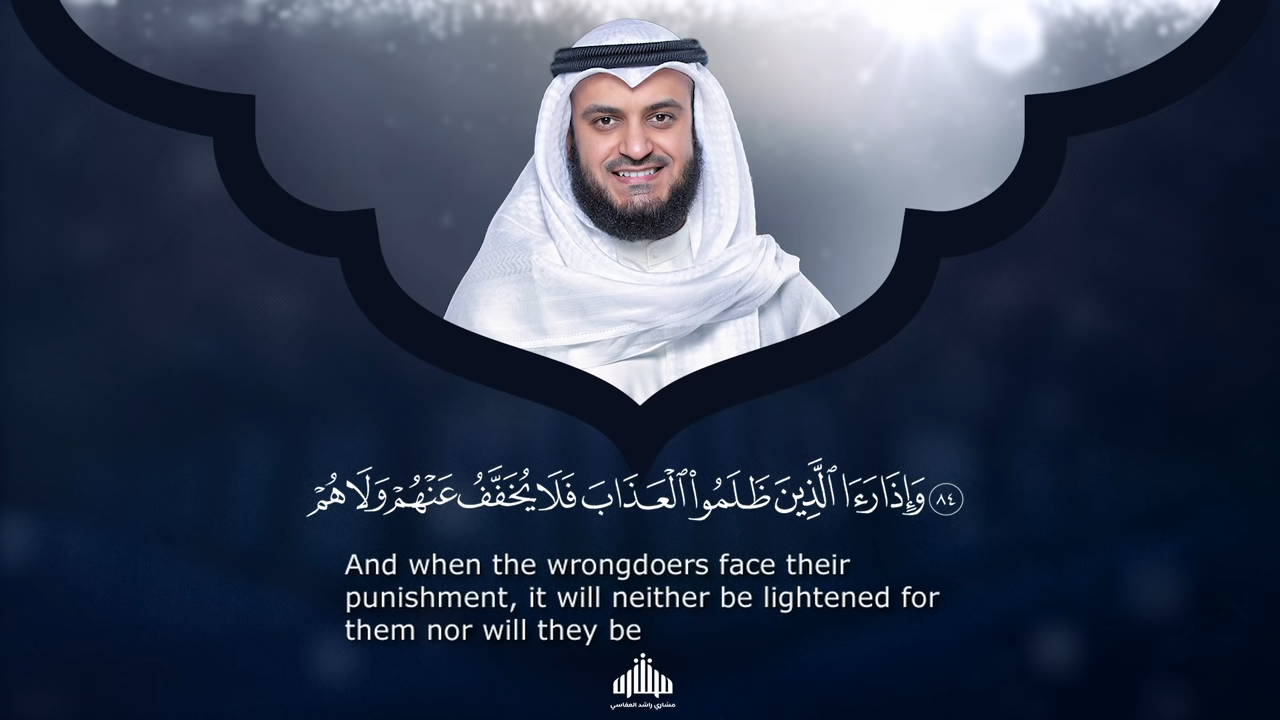 ٨٤ وَإِذَا رَءَا ٱلَّذِينَ ظَلَمُوا۟ ٱلْعَذَابَ فَلَا يُخَفَّفُ عَنْهُمْ وَلَا هُمْ
And when the wrongdoers face their
punishment, it will neither be lightened for
them nor will they be
مشاري راشد العفاسي